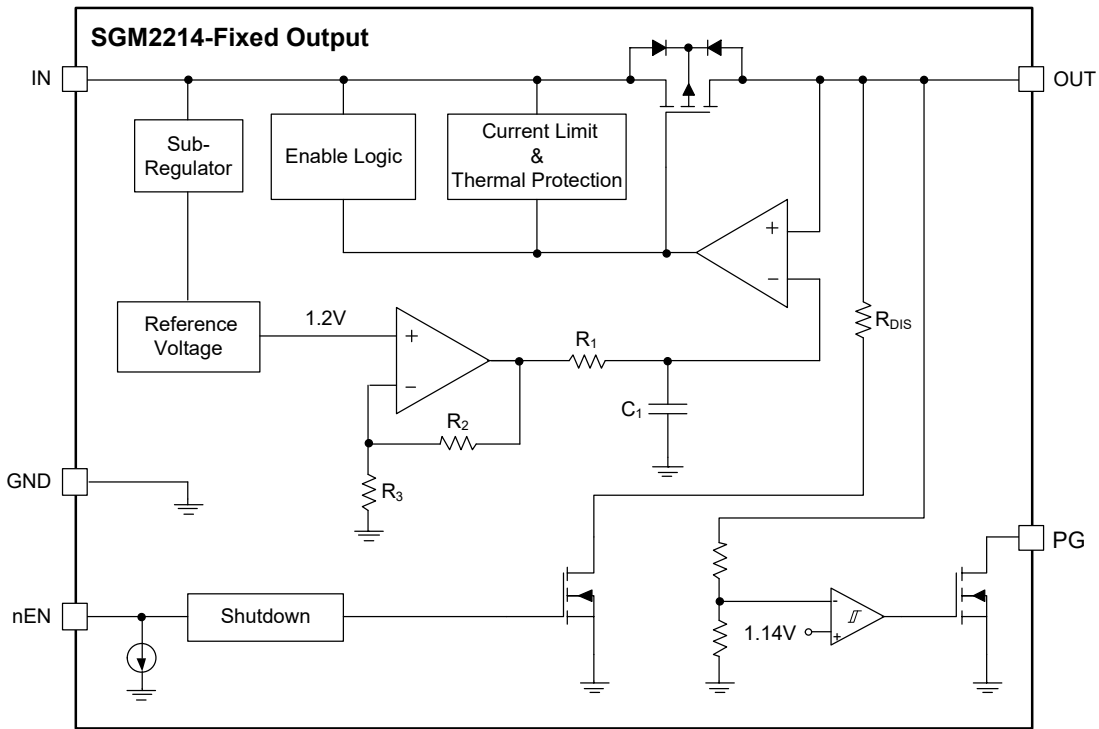 SGM2214-Fixed Output
IN
OUT
Sub-
Regulator
Enable Logic
Current Limit
&
Thermal Protection
+
−
Reference
Voltage
1.2V
+
−
R1
R2
R3
C1
RDIS
GND
PG
nEN
Shutdown
1.14V
-
+